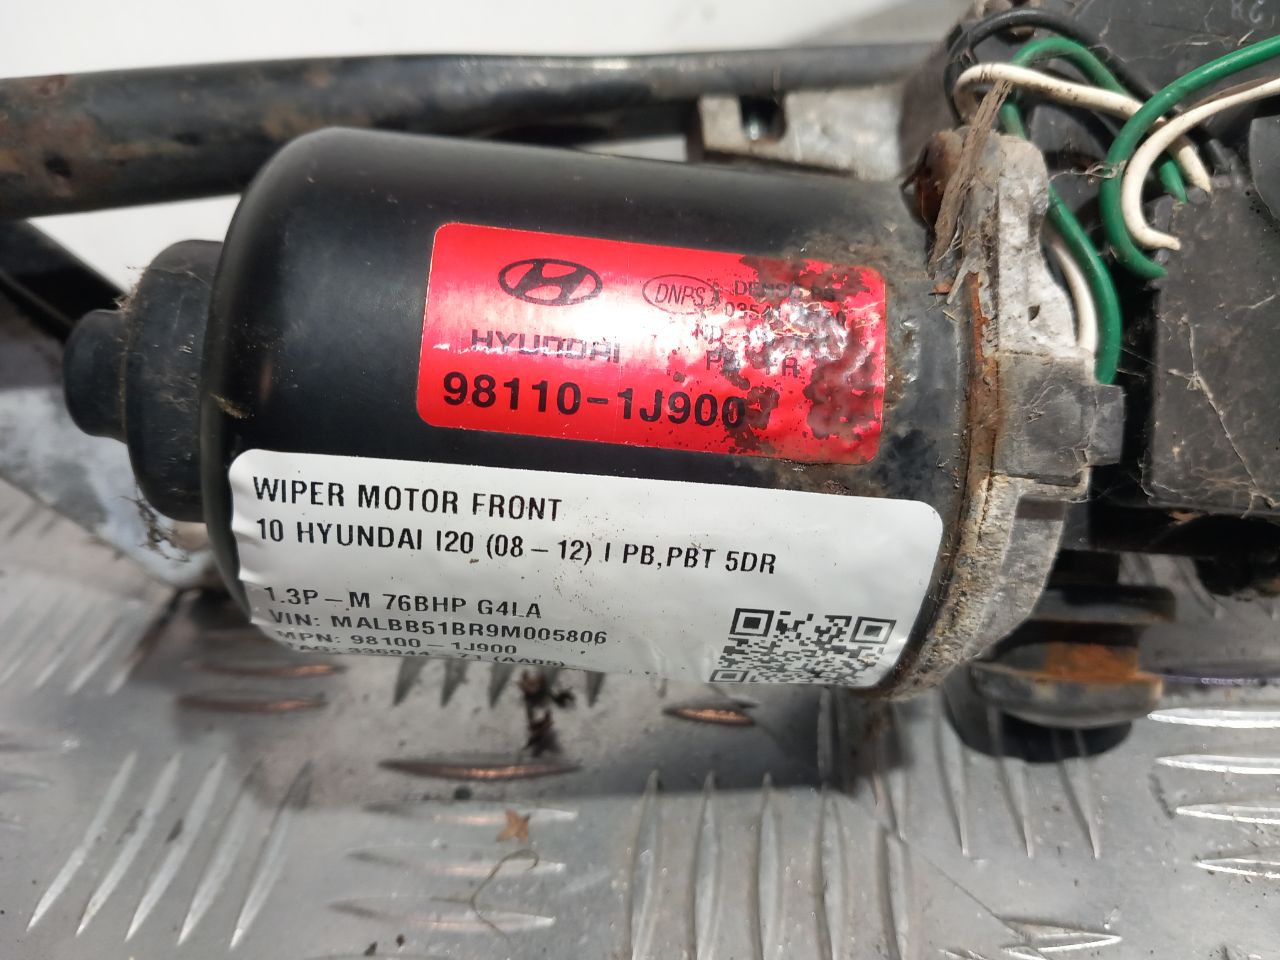 DNPS DENSO
HYUNDAI
98110-1J900
WIPER MOTOR FRONT
10 HYUNDAI I20 (08-12) I PB,PBT 5DR
1.3P-M 76BHP G4LA
VIN: MALBB51BR9M005806
MPN: 98100-1J900